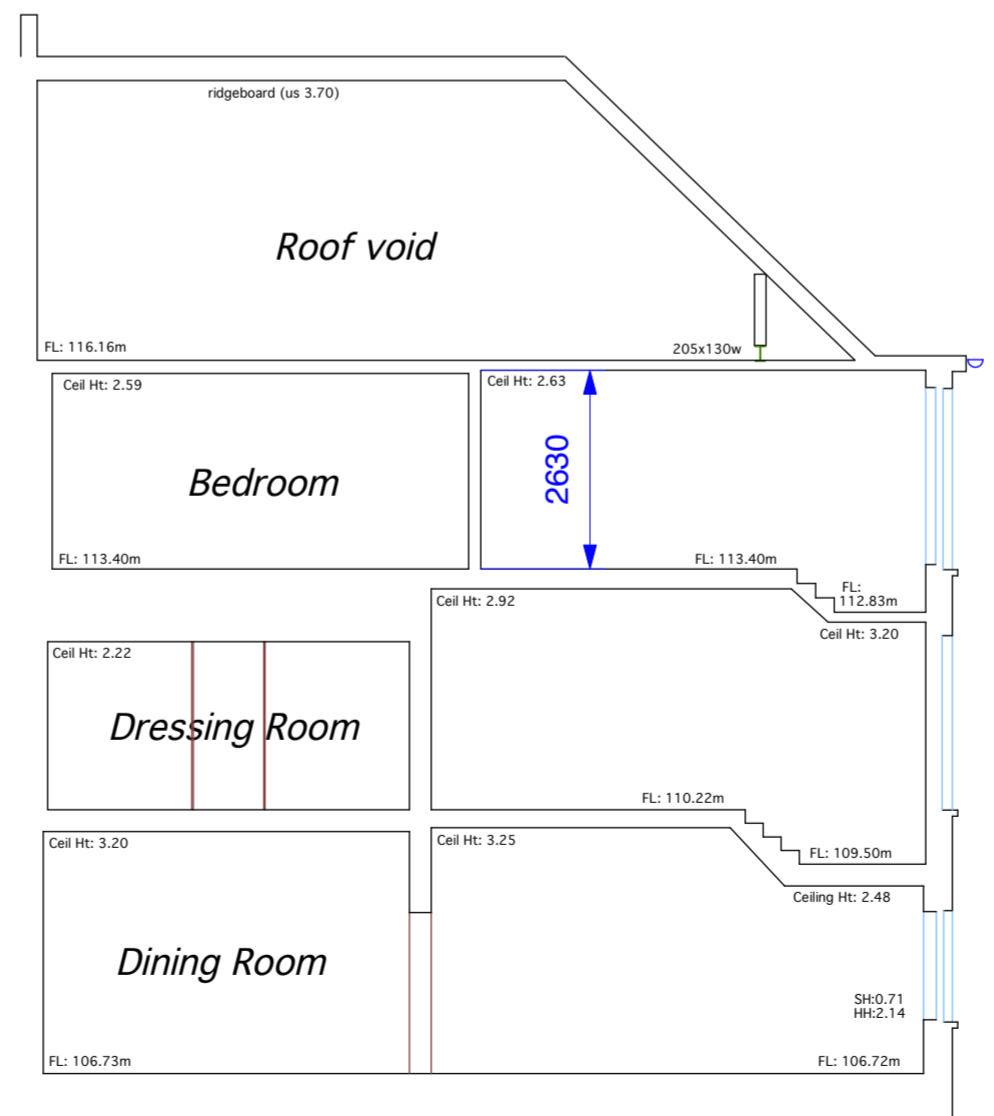 ridgeboard (us 3.70)
Roof void
FL: 116.16m
205x130w
Ceil Ht: 2.59
Ceil Ht: 2.63
2630
Bedroom
FL: 113.40m
FL: 113.40m
FL:
112.83m
Ceil Ht: 2.92
Ceil Ht: 3.20
Ceil Ht: 2.22
Dressing Room
FL: 110.22m
FL: 109.50m
Ceil Ht: 3.20
Ceil Ht: 3.25
Ceiling Ht: 2.48
Dining Room
SH:0.71
HH:2.14
FL: 106.73m
FL: 106.72m